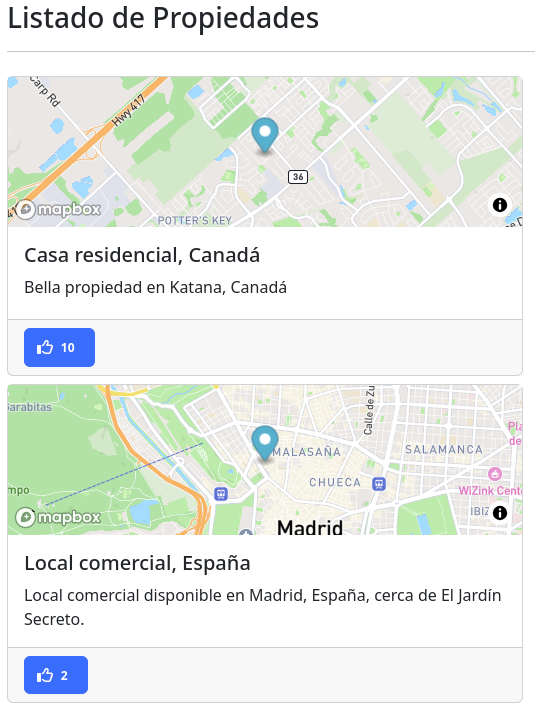 Listado de Propiedades
Carp Rd
Hwy 417
36
POTTER'S KEY
mapbox
Casa residencial, Canadá
Bella propiedad en Katana, Canadá
10
Calle de Zu
MALASAÑA
SALAMANCA
CHUECA
WiZink Cent
IBIZ
mapbox
Madrid
Local comercial, España
Local comercial disponible en Madrid, España, cerca de El Jardín
Secreto.
2